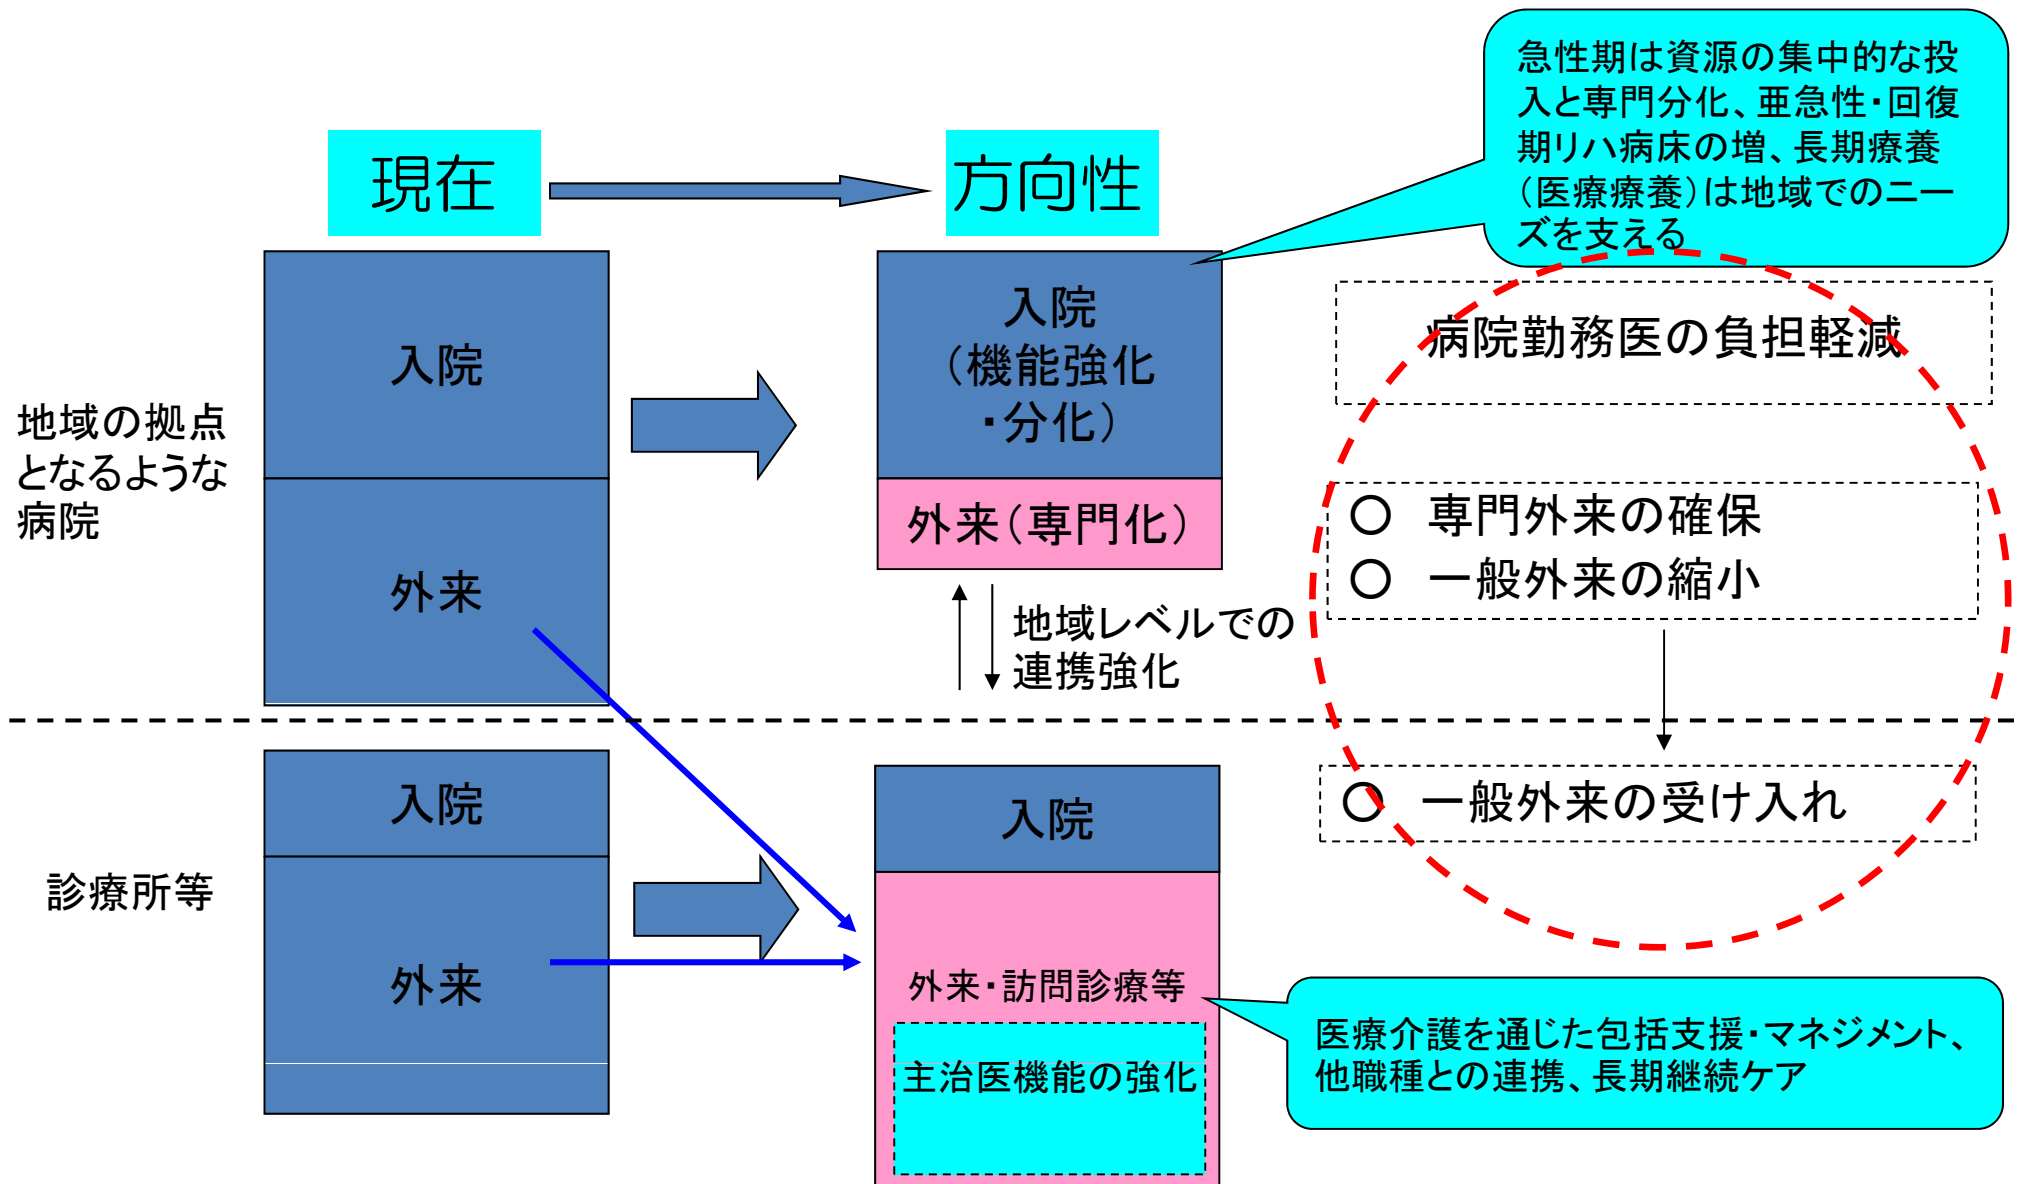 急性期は資源の集中的な投
入と専門分化、亜急性・回復
期リハ病床の増、長期療養
（医療療養）は地域でのニー
ズを支える
現在
方向性
地域の拠点
となるような
病院
入院
外来
入院
（機能強化
・分化）
外来（専門化）
地域レベルでの
連携強化
病院勤務医の負担軽減
〇　専門外来の確保
〇　一般外来の縮小
診療所等
入院
外来
入院
外来・訪問診療等
主治医機能の強化
〇　一般外来の受け入れ
医療介護を通じた包括支援・マネジメント、
他職種との連携、長期継続ケア